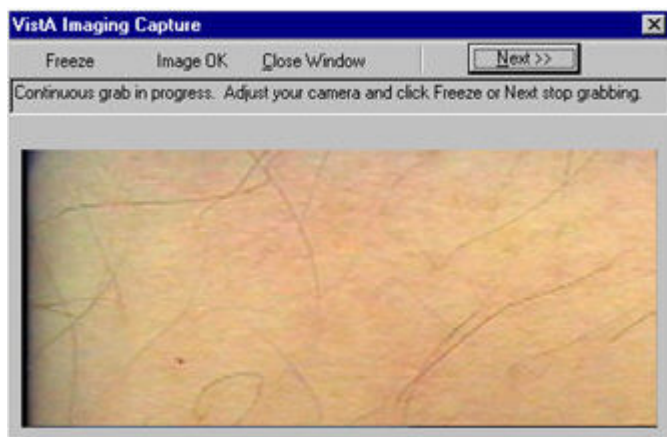 VistA Imaging Capture
Freeze Image OK Close Window Next >>
Continuous grab in progress. Adjust your camera and click Freeze or Next stop grabbing.